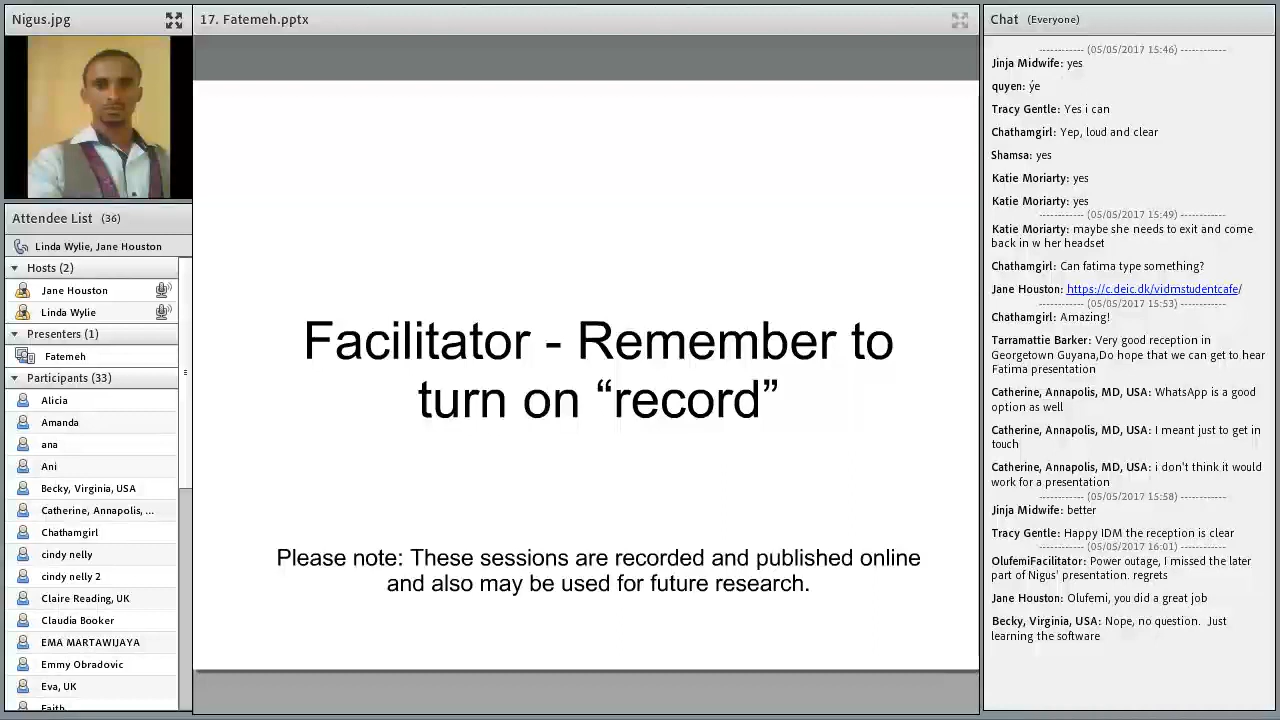 Nigus.jpg
Attendee List (36)
Linda Wylie, Jane Houston
Hosts (2)
Jane Houston
Linda Wylie
Presenters (1)
Fatemeh
Participants (33)
Alicia
Amanda
ana
Ani
Becky, Virginia, USA
Catherine, Annapolis, ...
Chathamgirl
cindy nelly
cindy nelly 2
Claire Reading, UK
Claudia Booker
EMA MARTAWIJAYA
Emmy Obradovic
Eva, UK
Faith
17. Fatemeh.pptx
Facilitator - Remember to
turn on “record”
Please note: These sessions are recorded and published online
and also may be used for future research.
Chat (Everyone)
------------ (05/05/2017 15:46) ------------
Jinja Midwife: yes
quyen: ýe
Tracy Gentle: Yes i can
Chathamgirl: Yep, loud and clear
Shamsa: yes
Katie Moriarty: yes
Katie Moriarty: yes
------------ (05/05/2017 15:49) ------------
Katie Moriarty: maybe she needs to exit and come
back in w her headset
Chathamgirl: Can fatima type something?
Jane Houston: https://c.deic.dk/vidmstudentcafe/
------------ (05/05/2017 15:53) ------------
Chathamgirl: Amazing!
Tarramattie Barker: Very good reception in
Georgetown Guyana,Do hope that we can get to hear
Fatima presentation
Catherine, Annapolis, MD, USA: WhatsApp is a good
option as well
Catherine, Annapolis, MD, USA: I meant just to get in
touch
Catherine, Annapolis, MD, USA: i don't think it would
work for a presentation
------------ (05/05/2017 15:58) ------------
Jinja Midwife: better
Tracy Gentle: Happy IDM the reception is clear
------------ (05/05/2017 16:01) ------------
OlufemiFacilitator: Power outage, I missed the later
part of Nigus' presentation. regrets
Jane Houston: Olufemi, you did a great job
Becky, Virginia, USA: Nope, no question.  Just
learning the software